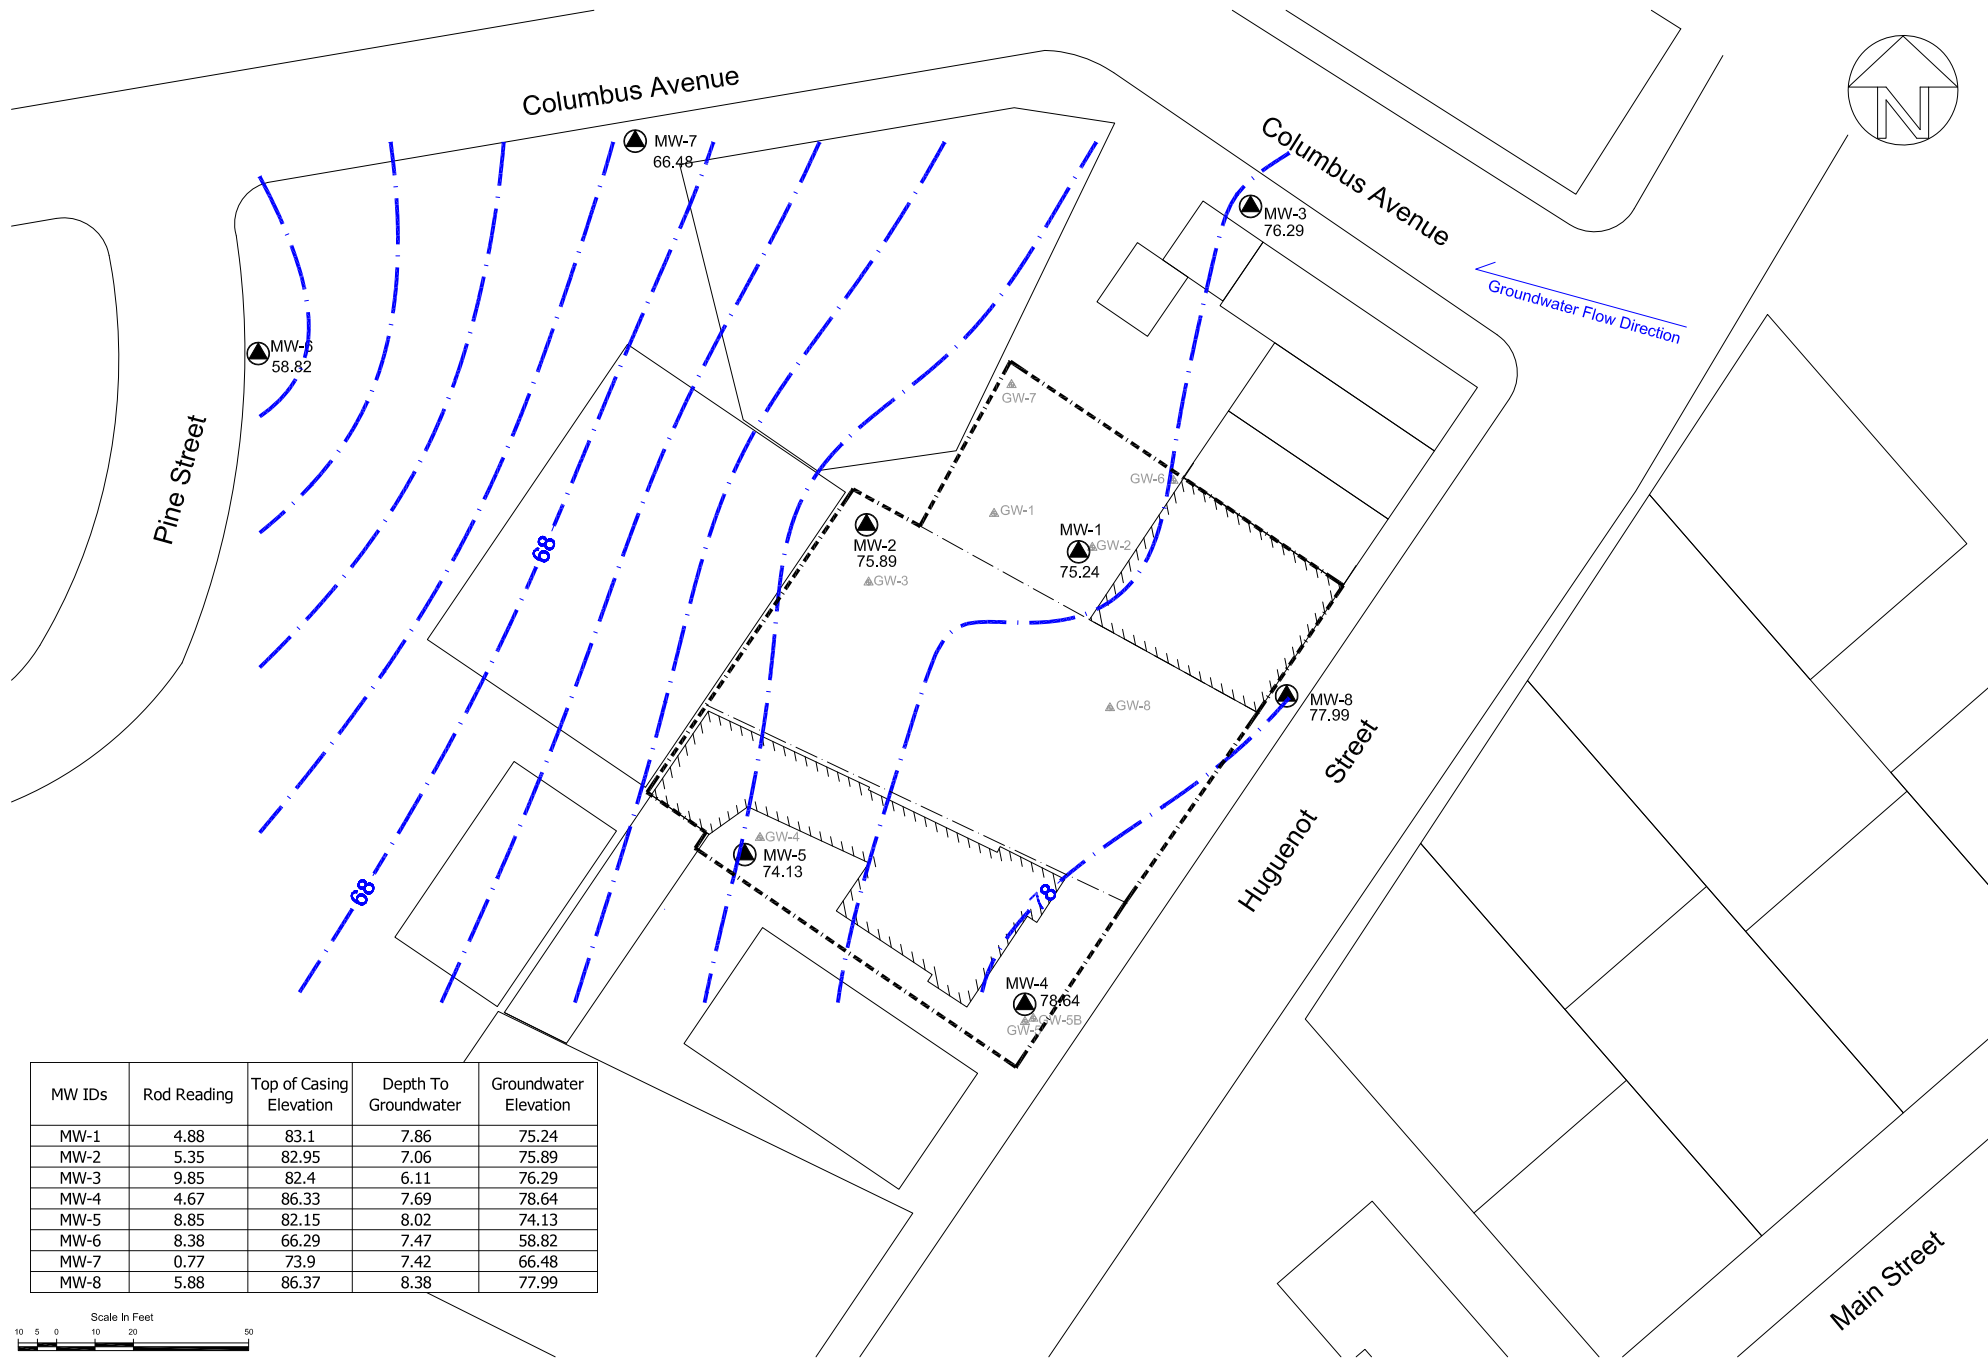 Columbus Avenue
N
MW-7
66.48
Columbus Avenue
MW-3
76.29
Groundwater Flow Direction
MW-6
58.82
GW-7
Pine Street
GW-6
GW-1
68
MW-2
75.89
GW-3
MW-1
GW-2
75.24
GW-8
MW-8
77.99
Huguenot Street
GW-4
MW-5
74.13
68
78
MW-4
78.64
GW-5B
GW-5
MW IDs Rod Reading Top of Casing Elevation Depth To Groundwater Groundwater Elevation
MW-1 4.88 83.1 7.86 75.24
MW-2 5.35 82.95 7.06 75.89
MW-3 9.85 82.4 6.11 76.29
MW-4 4.67 86.33 7.69 78.64
MW-5 8.85 82.15 8.02 74.13
MW-6 8.38 66.29 7.47 58.82
MW-7 0.77 73.9 7.42 66.48
MW-8 5.88 86.37 8.38 77.99
Main Street
Scale In Feet
10 5 0 10 20 50